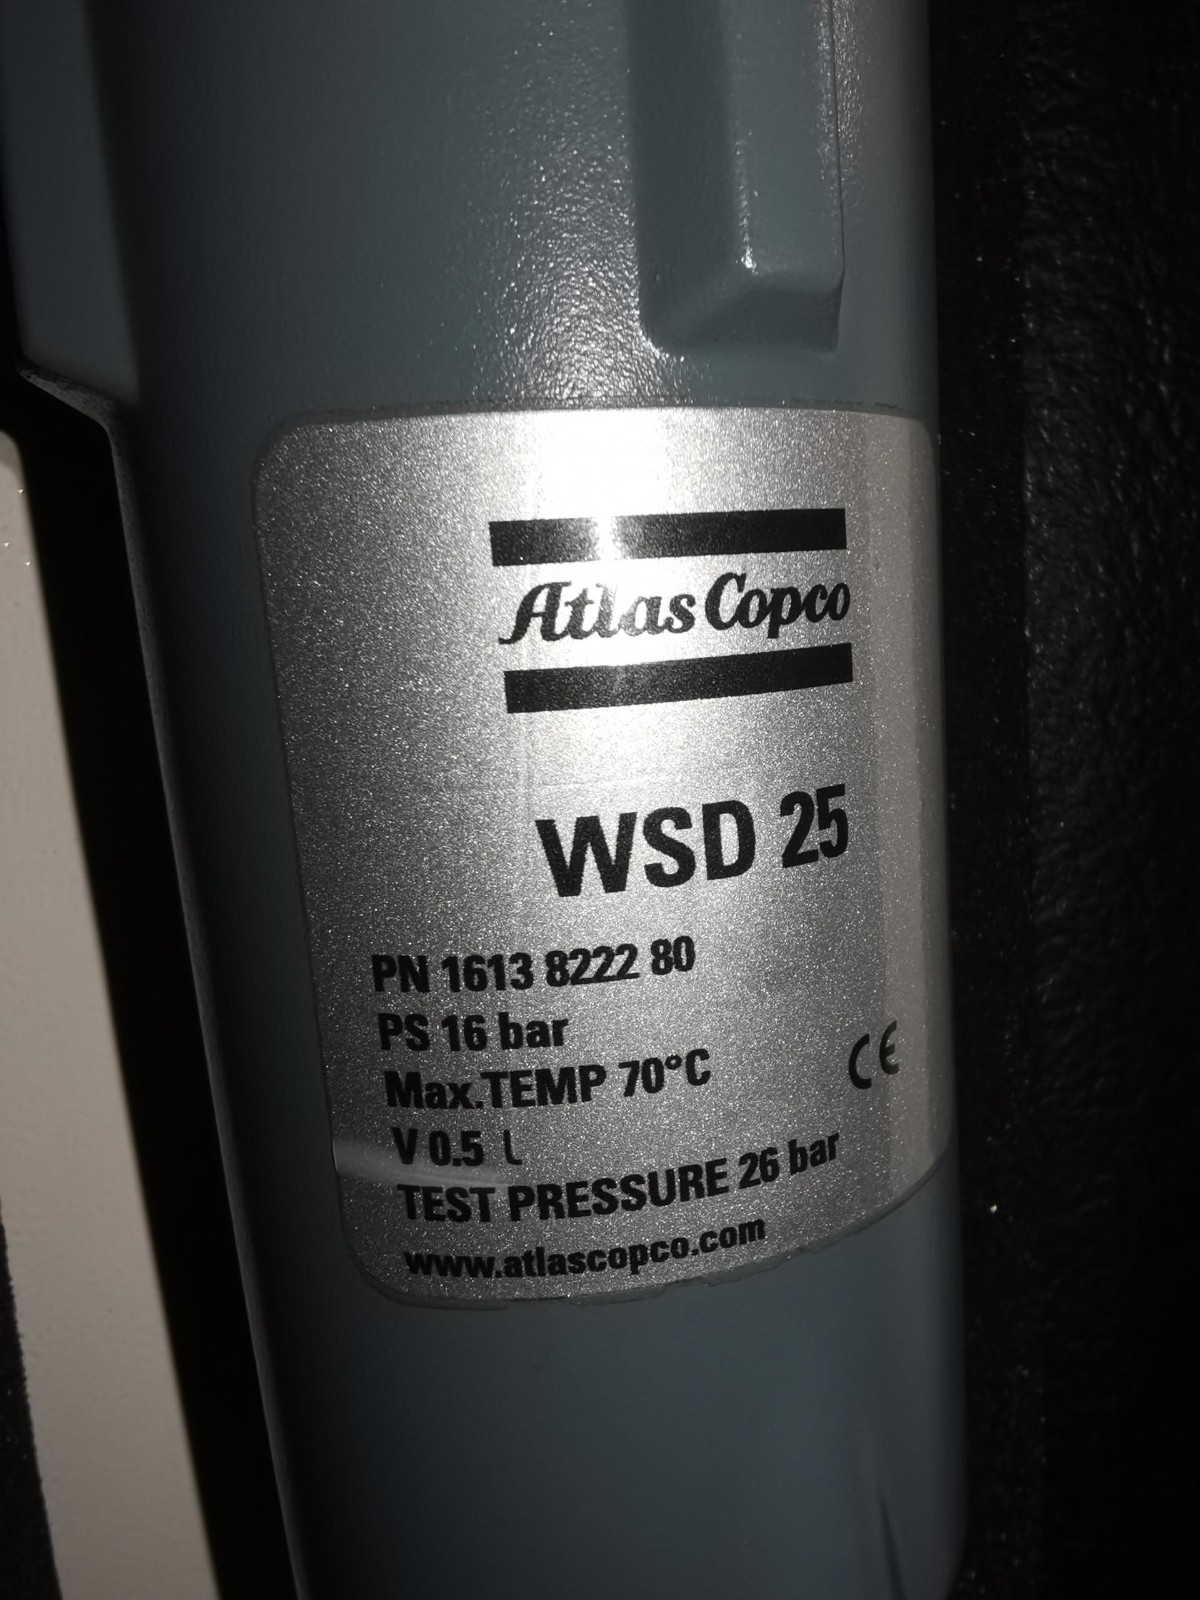 Atlas Copco
WSD 25
PN 1613 8222 80
PS 16 bar
Max.TEMP 70°C
CE
V 0.5 L
TEST PRESSURE 26 bar
www.atlascopco.com